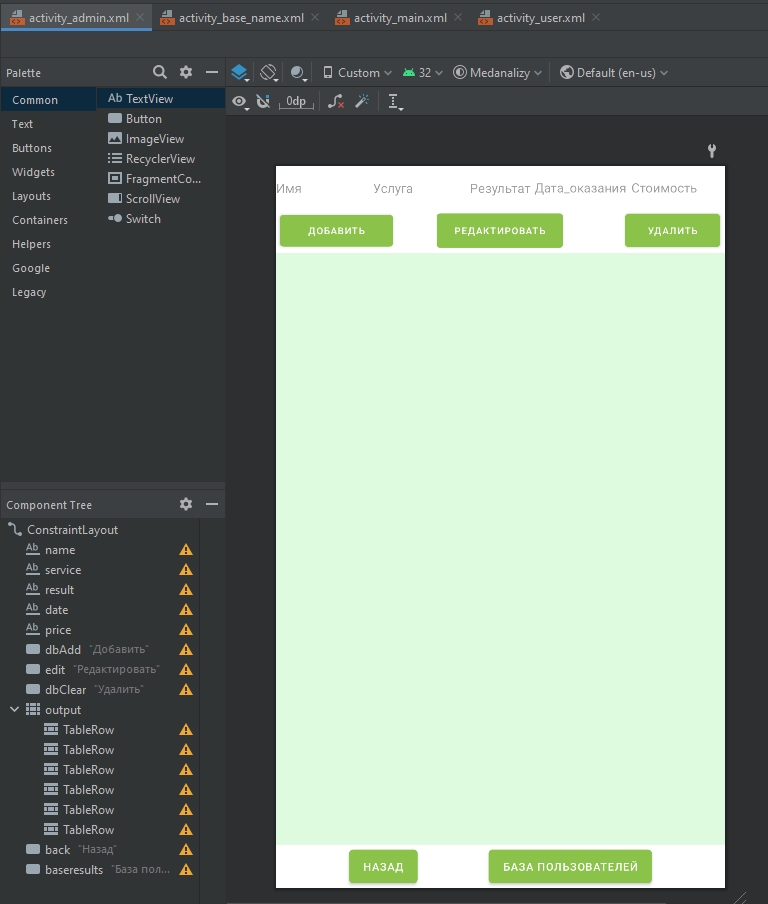 activity_admin.xml activity_base_name.xml activity_main.xml activity_user.xml
Palette
Custom 32 Medanalizy Default (en-us)
0dp
Common
Text
Buttons
Widgets
Layouts
Containers
Helpers
Google
Legacy
Ab TextView
Button
ImageView
RecyclerView
FragmentCo...
ScrollView
Switch
Имя Услуга Результат Дата_оказания Стоимость
ДОБАВИТЬ РЕДАКТИРОВАТЬ УДАЛИТЬ
НАЗАД БАЗА ПОЛЬЗОВАТЕЛЕЙ
Component Tree
ConstraintLayout
Ab name
Ab service
Ab result
Ab date
Ab price
dbAdd "Добавить"
edit "Редактировать"
dbClear "Удалить"
output
TableRow
TableRow
TableRow
TableRow
TableRow
TableRow
back "Назад"
baseresults "База пол...